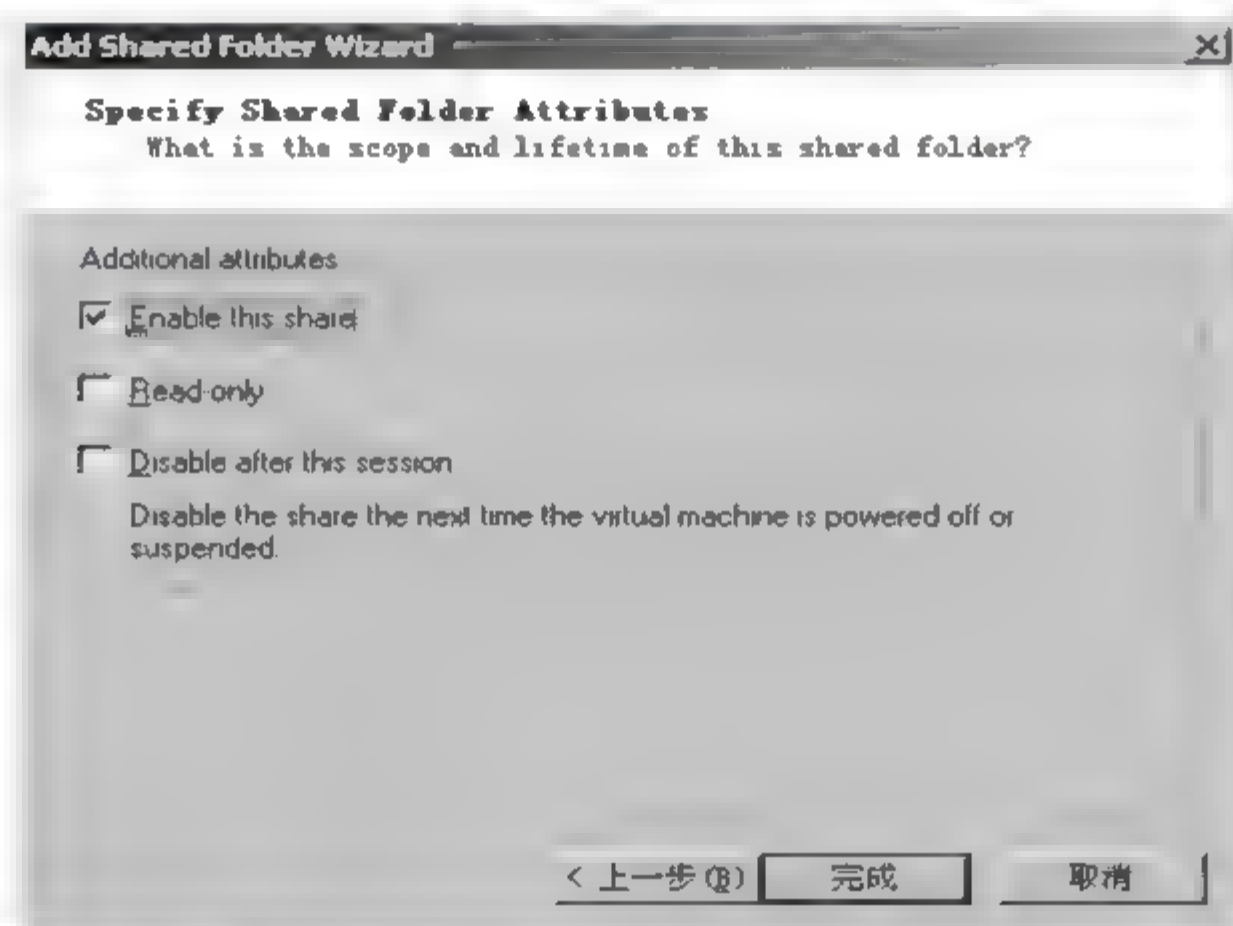 Add Shared Folder Wizard
Specify Shared Folder Attributes
What is the scope and lifetime of this shared folder?
Additional attributes
Enable this share
Read-only
Disable after this session
Disable the share the next time the virtual machine is powered off or
suspended.
< 上一步(B) 完成 取消